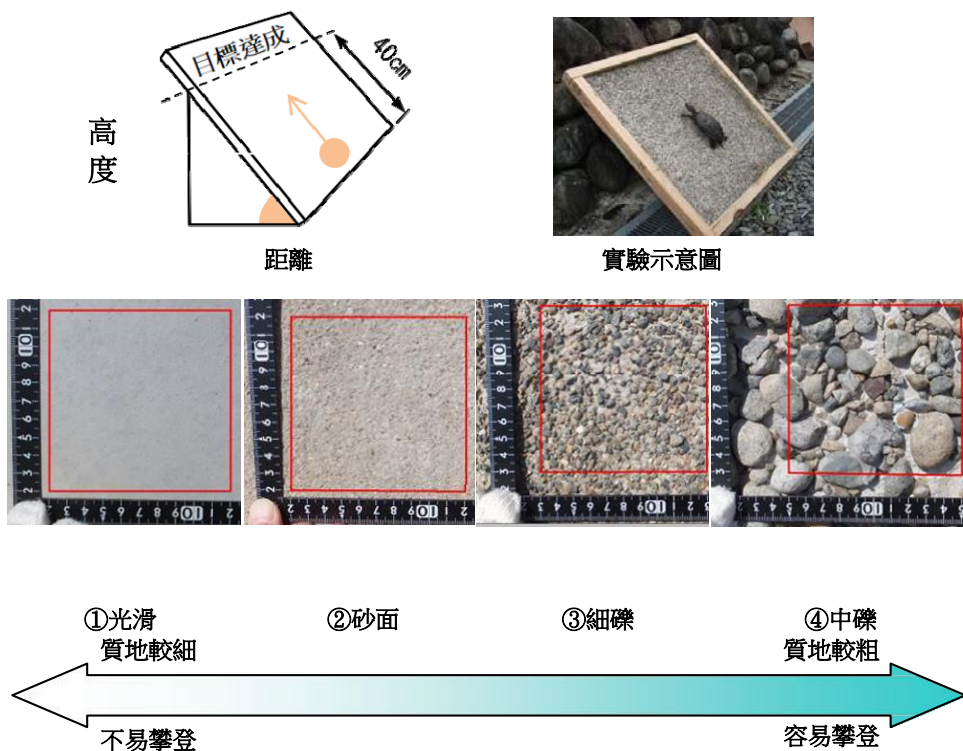 目標達成
40cm
高度
距離
實驗示意圖
①光滑
②砂面
③細礫
④中礫
質地較細
質地較粗
不易攀登
容易攀登